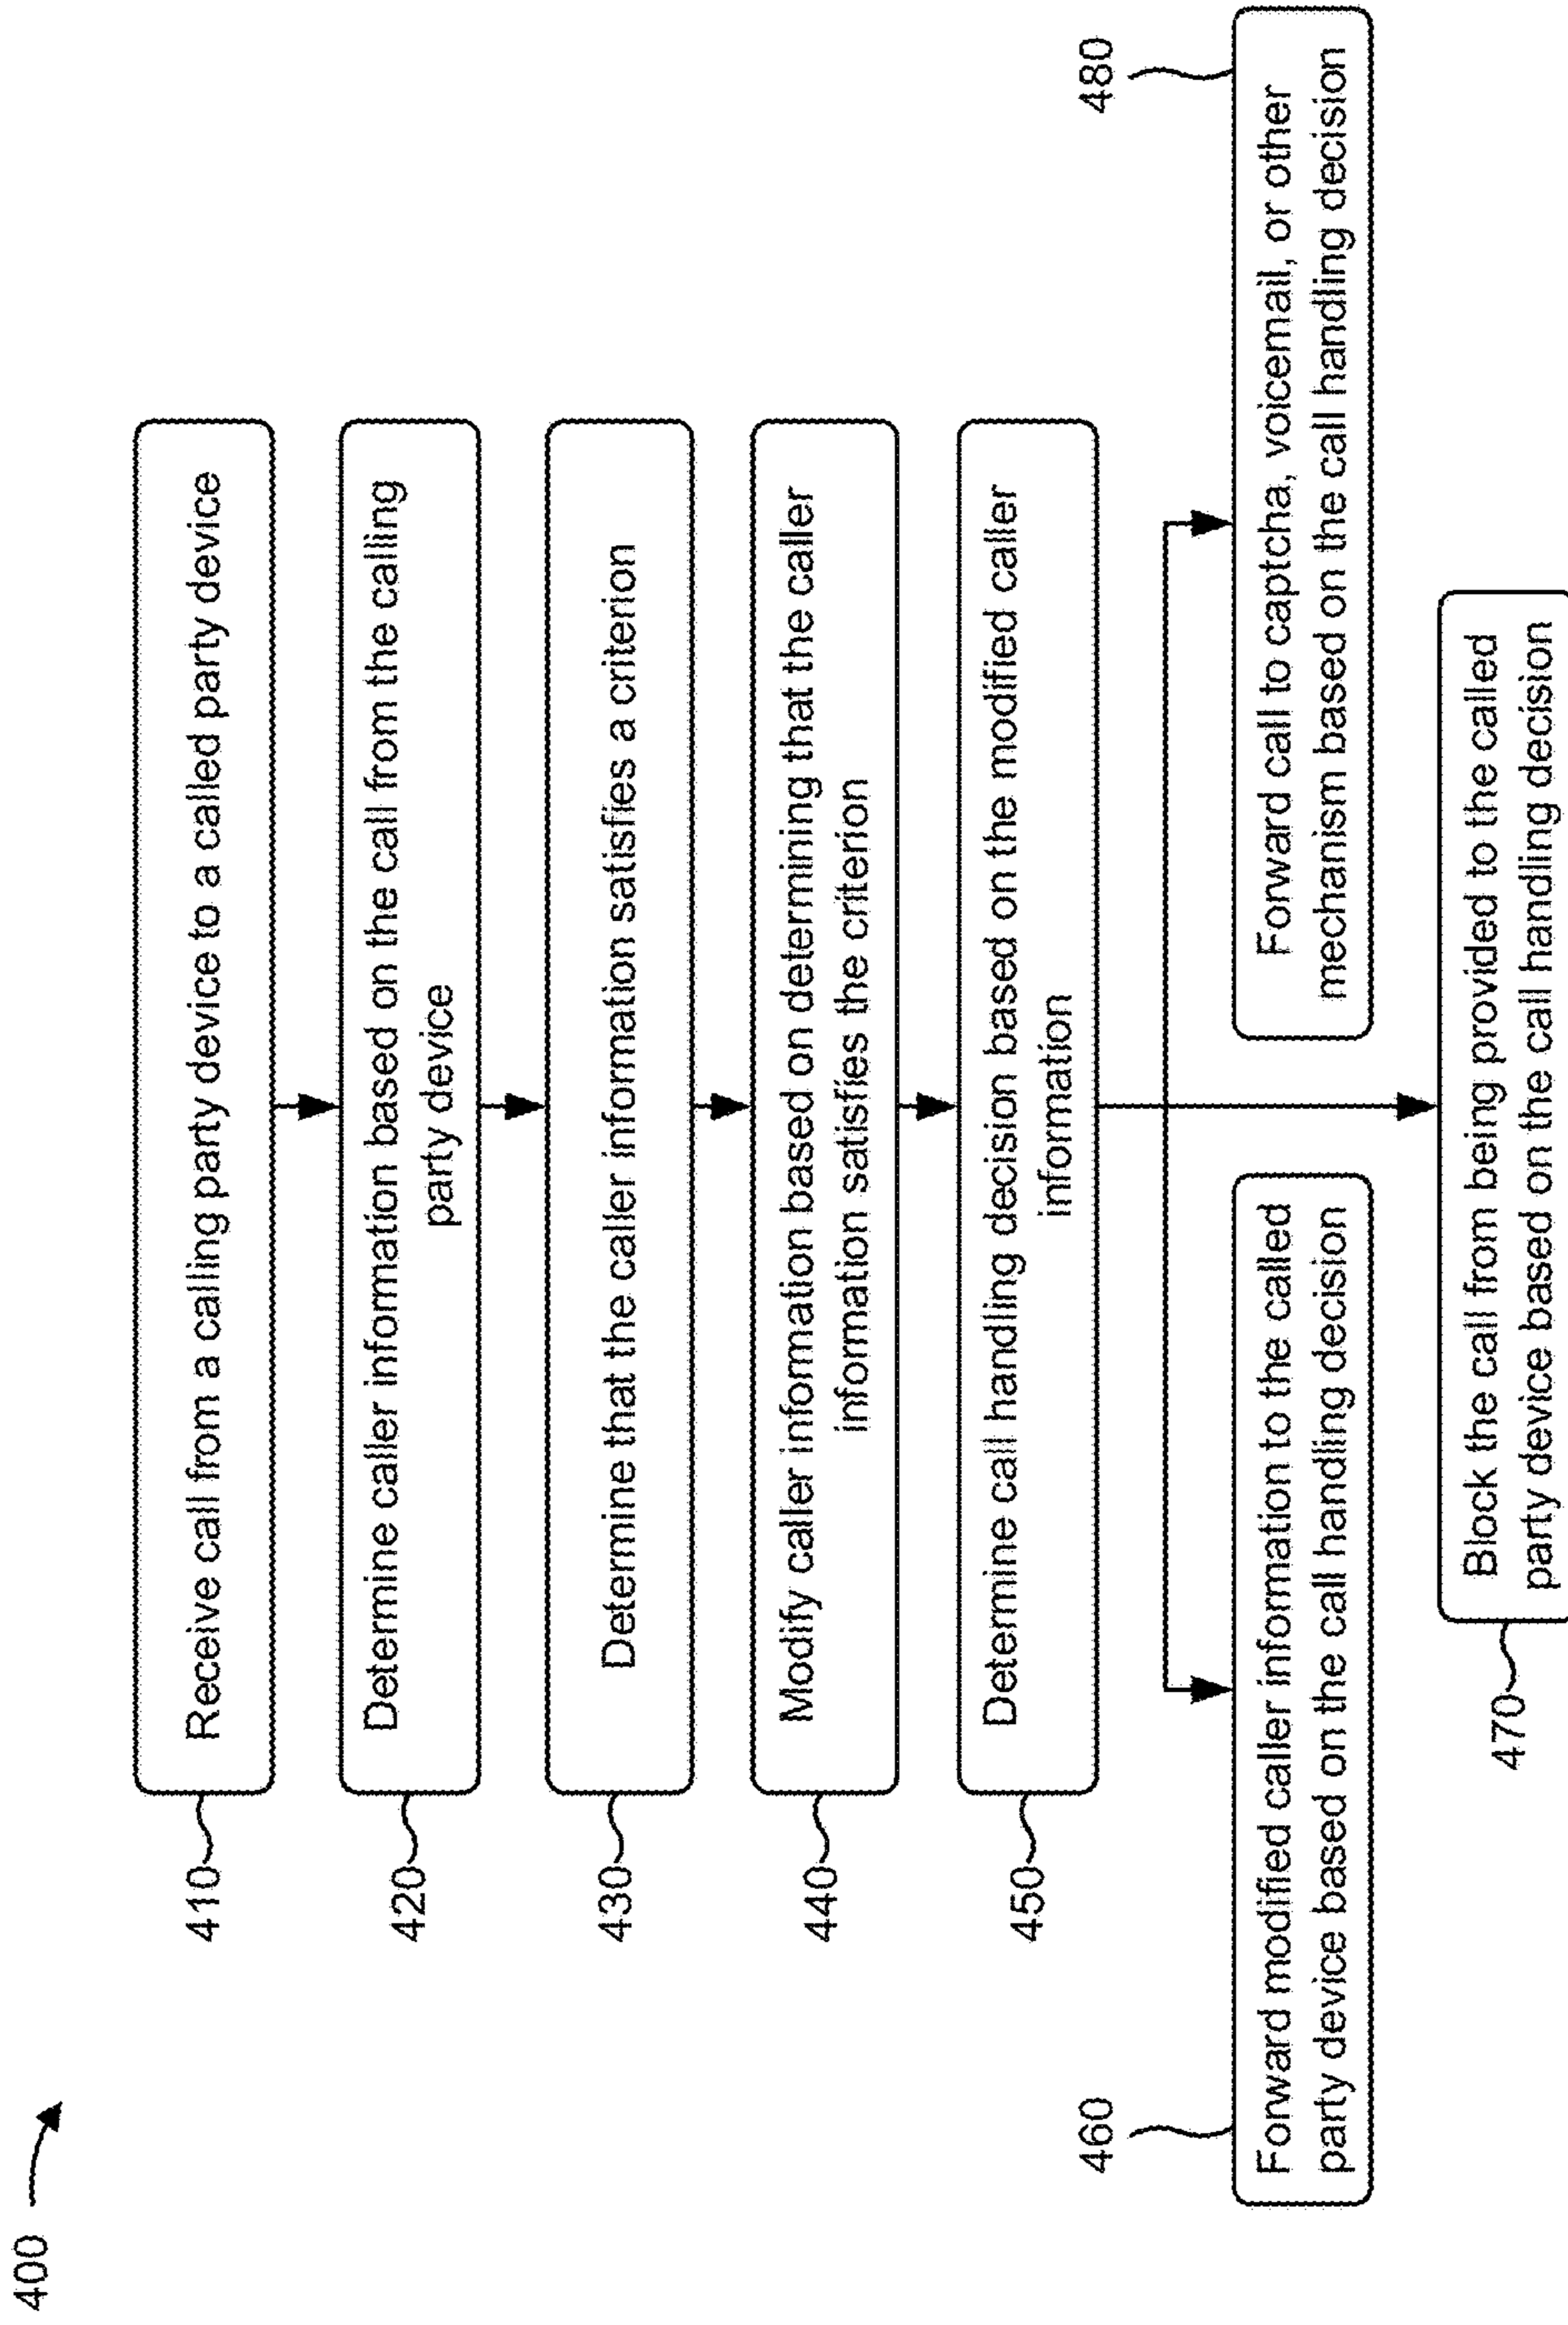 400
410
Receive call from a calling party device to a called party device
420
Determine caller information based on the call from the calling
party device
430
Determine that the caller information satisfies a criterion
440
Modify caller information based on determining that the caller
information satisfies the criterion
450
Determine call handling decision based on the modified caller
information
460
Forward modified caller information to the called
party device based on the call handling decision
480
Forward call to captcha, voicemail, or other
mechanism based on the call handling decision
470
Block the call from being provided to the called
party device based on the call handling decision